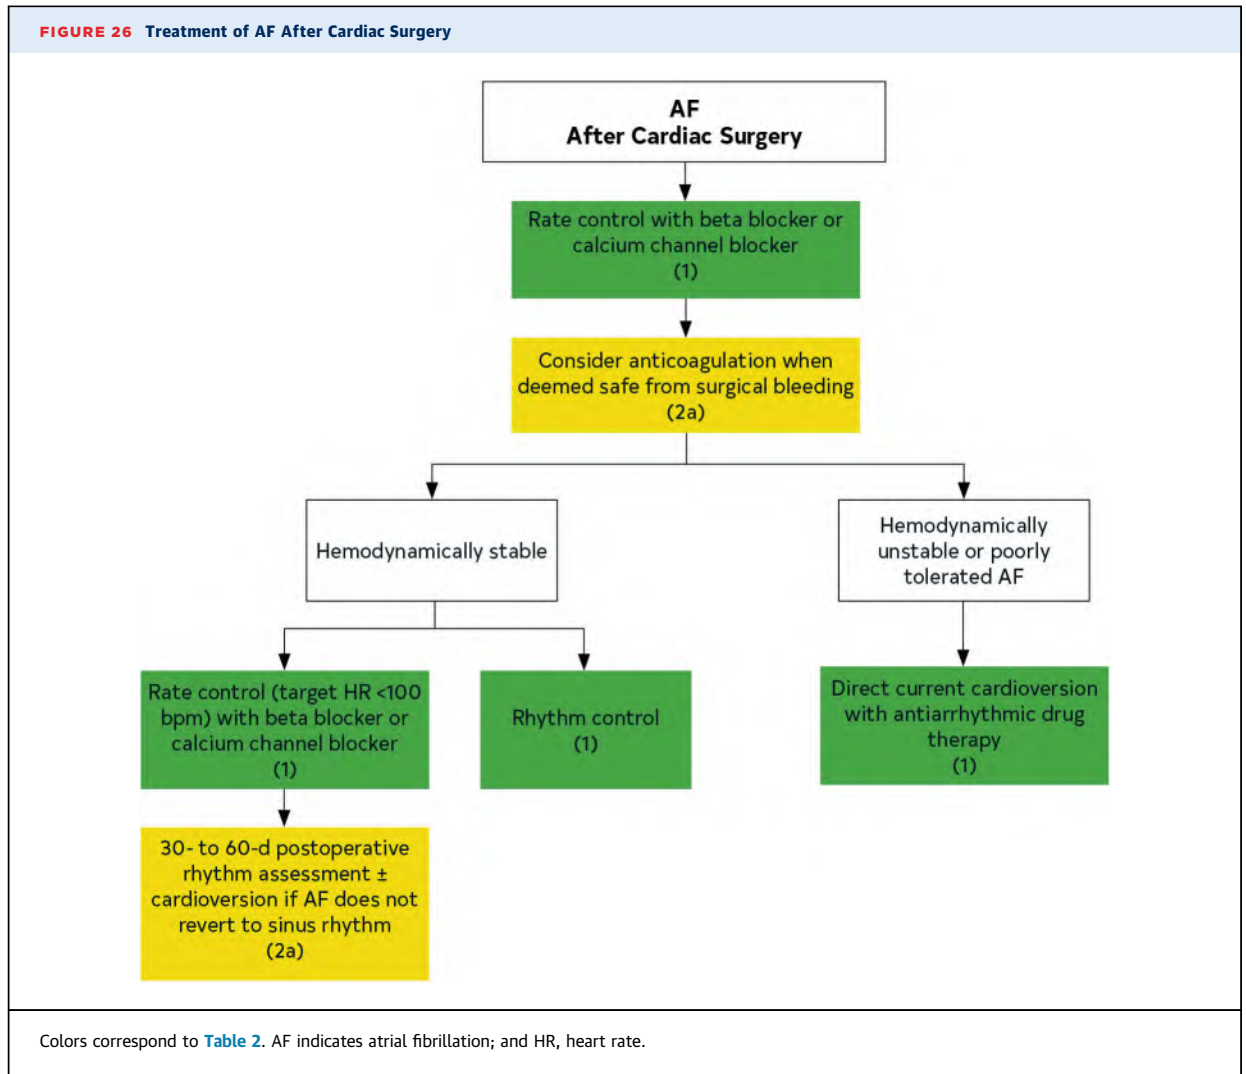 FIGURE 26 Treatment of AF After Cardiac Surgery
AF
After Cardiac Surgery
Rate control with beta blocker or
calcium channel blocker
(1)
Consider anticoagulation when
deemed safe from surgical bleeding
(2a)
Hemodynamically stable
Hemodynamically
unstable or poorly
tolerated AF
Rate control (target HR <100
bpm) with beta blocker or
calcium channel blocker
(1)
Rhythm control
(1)
Direct current cardioversion
with antiarrhythmic drug
therapy
(1)
30- to 60-d postoperative
rhythm assessment ±
cardioversion if AF does not
revert to sinus rhythm
(2a)
Colors correspond to Table 2. AF indicates atrial fibrillation; and HR, heart rate.